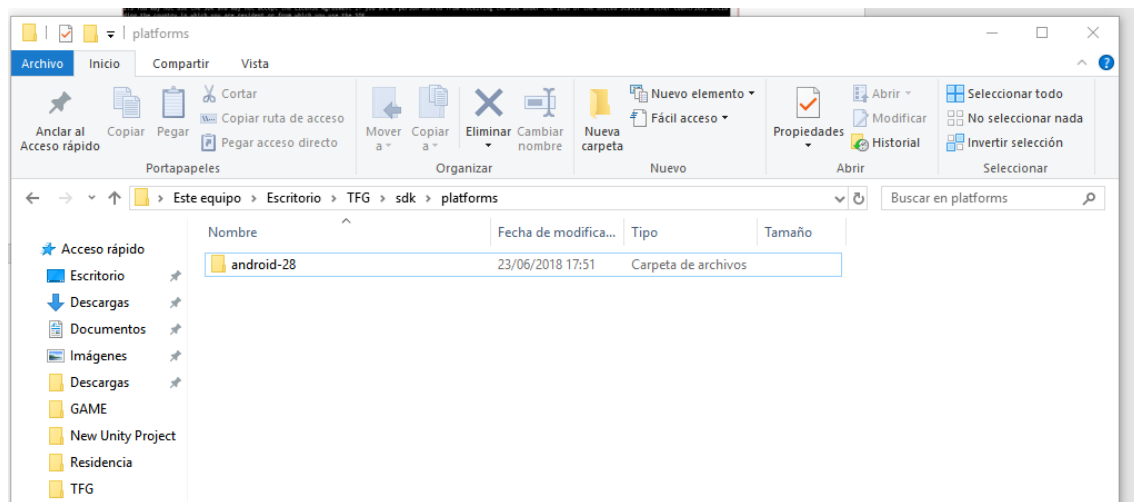 platforms
Archivo Inicio Compartir Vista
Anclar al Acceso rápido
Copiar
Pegar
Cortar
Copiar ruta de acceso
Pegar acceso directo
Portapapeles
Mover a
Copiar a
Eliminar
Cambiar nombre
Organizar
Nueva carpeta
Nuevo elemento
Fácil acceso
Nuevo
Propiedades
Abrir
Modificar
Historial
Abrir
Seleccionar todo
No seleccionar nada
Invertir selección
Seleccionar
Este equipo > Escritorio > TFG > sdk > platforms
Buscar en platforms
Nombre Fecha de modifica... Tipo Tamaño
android-28 23/06/2018 17:51 Carpeta de archivos
Acceso rápido
Escritorio
Descargas
Documentos
Imágenes
Descargas
GAME
New Unity Project
Residencia
TFG